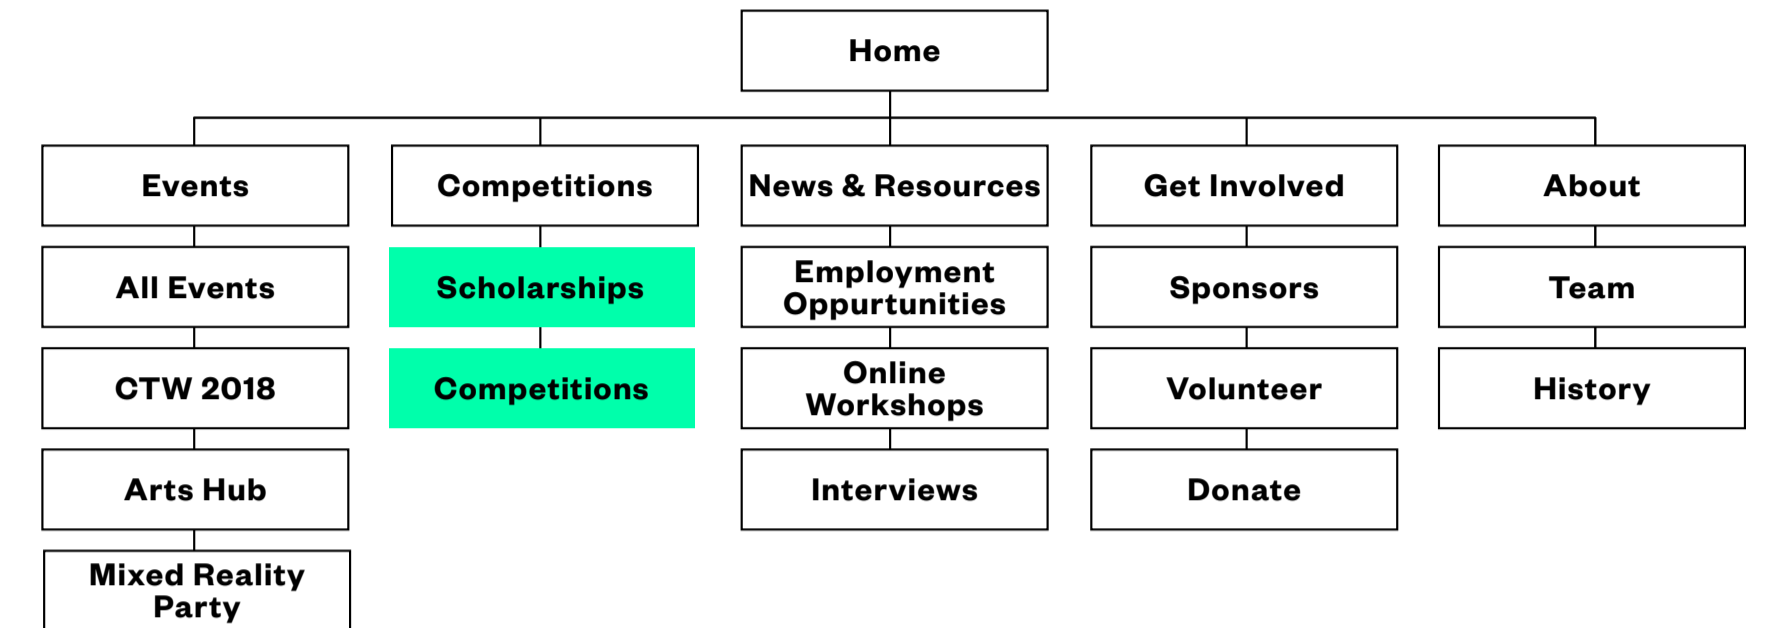 Home
Events
Competitions
News & Resources
Get Involved
About
All Events
Scholarships
Employment
Oppurtunities
Sponsors
Team
CTW 2018
Competitions
Online
Workshops
Volunteer
History
Arts Hub
Interviews
Donate
Mixed Reality
Party